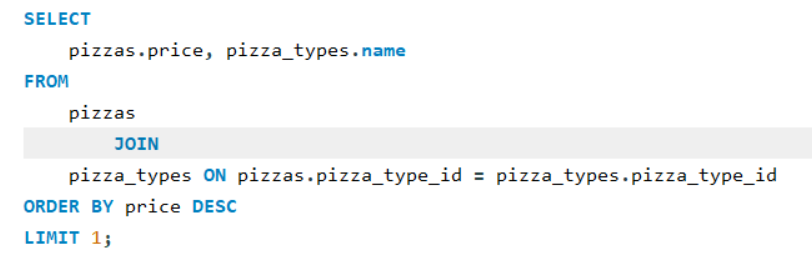 SELECT
pizzas.price, pizza_types.name
FROM
pizzas
JOIN
pizza_types ON pizzas.pizza_type_id = pizza_types.pizza_type_id
ORDER BY price DESC
LIMIT 1;